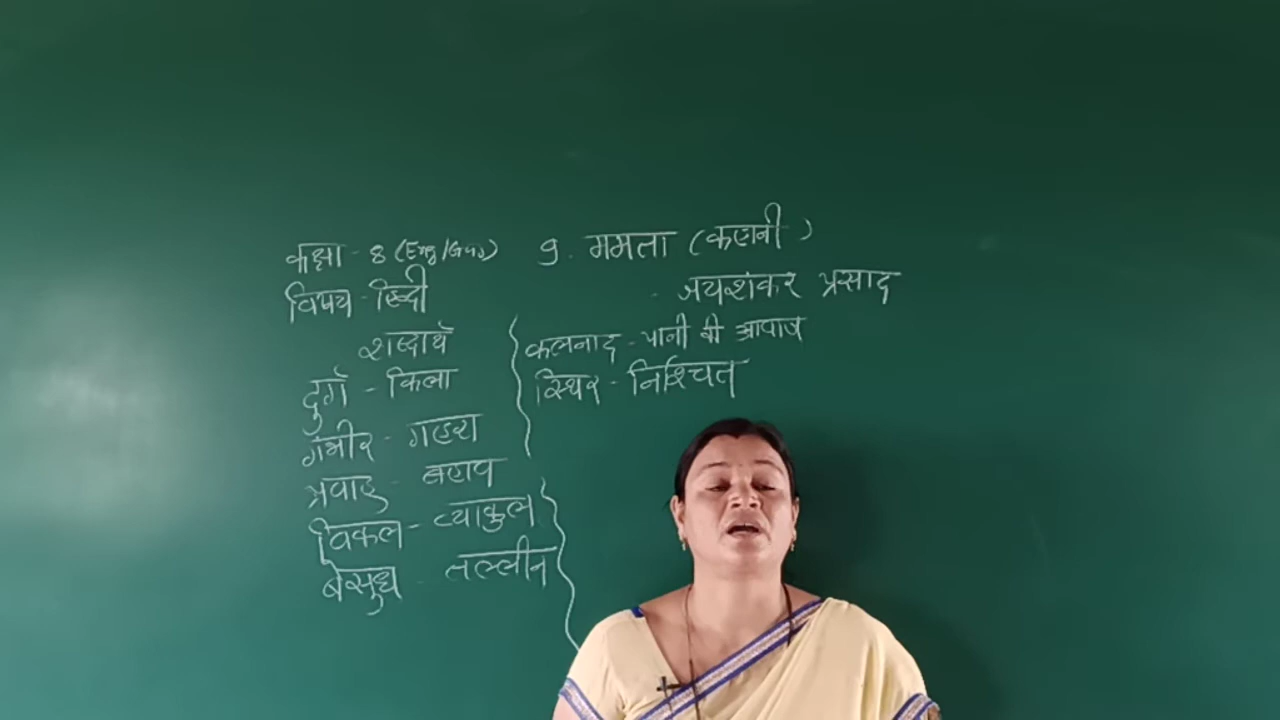 कक्षा - 8 (Eng/Guj)
विषय - हिन्दी
9. ममता (कहानी)
- जयशंकर प्रसाद
शब्दार्थ
दुर्ग - किला
गंभीर - गहरा
प्रवाह - बहाव
विकल - व्याकुल
बेसुध - तल्लीन
कलनाद - पानी की आवाज
स्थिर - निश्चित